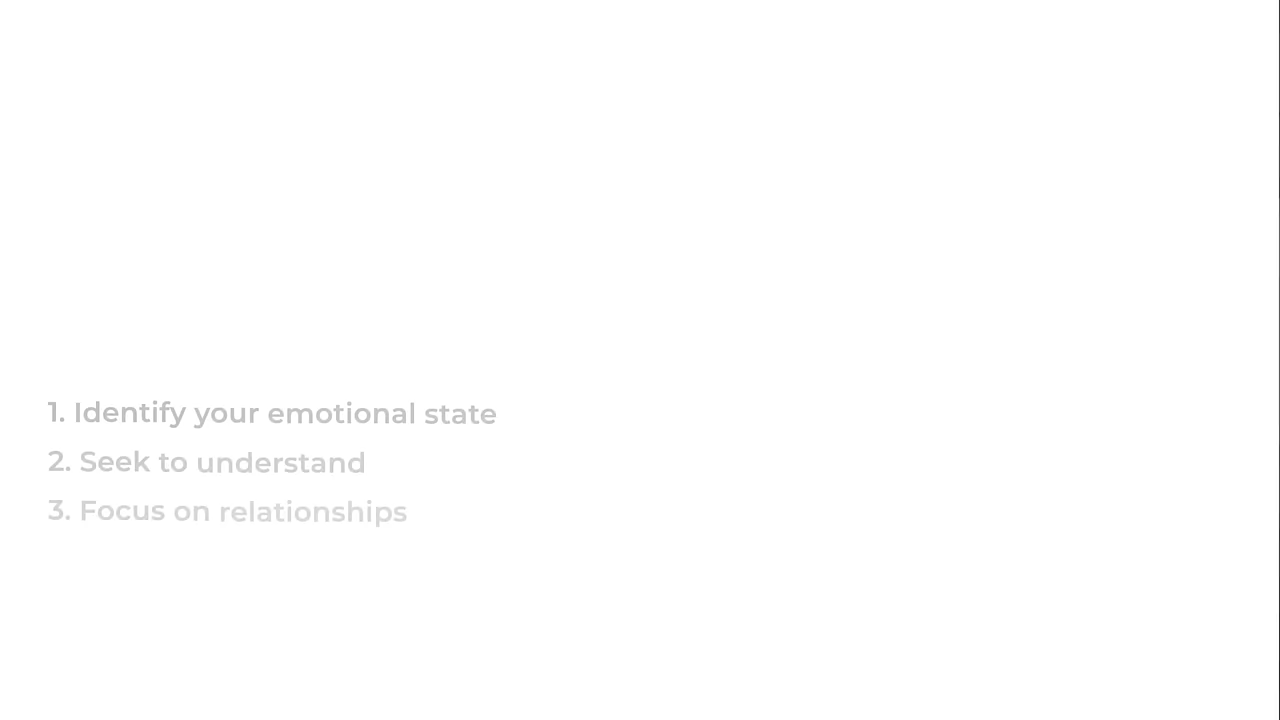 1. Identify your emotional state
2. Seek to understand
3. Focus on relationships